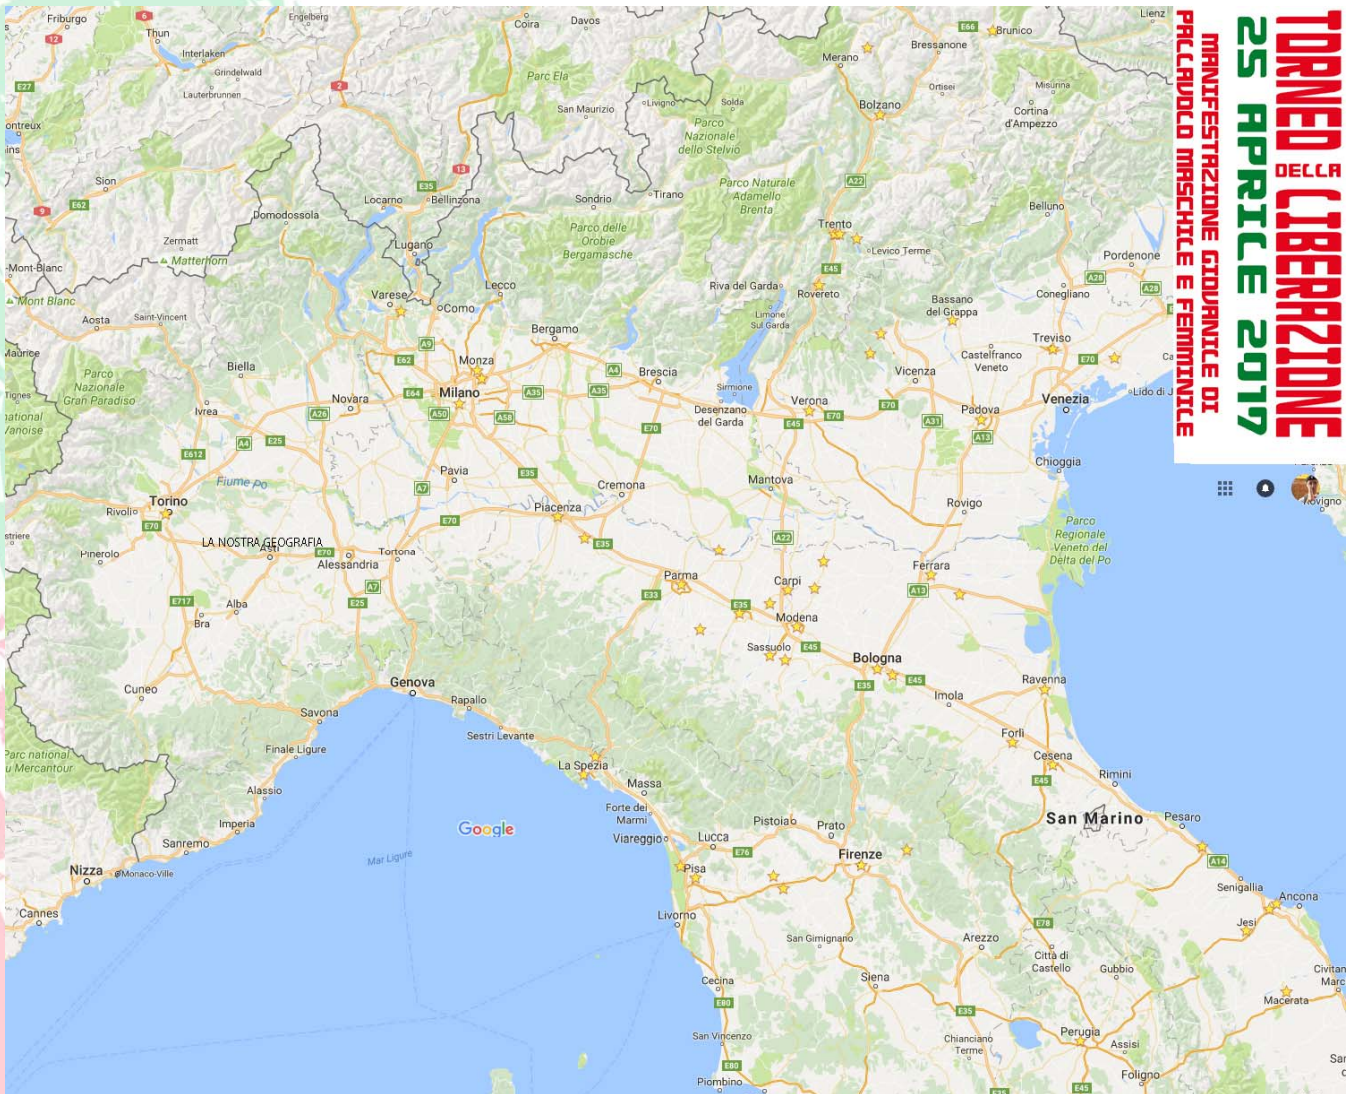 Friburgo
Thun
Interlaken
Grindelwald
Lauterbrunnen
Engelberg
Coira
Davos
Parc Ela
San Maurizio
Livigno
Solda
Parco
Nazionale
dello Stelvio
Merano
Bolzano
Bressanone
Brunico
Lienz
Ortisei
Misurina
Cortina
d'Ampezzo
Sion
Zermatt
Matterhorn
Mont-Blanc
Mont Blanc
Domodossola
Locarno
Bellinzona
Lugano
Sondrio
Tirano
Parco delle
Orobie
Bergamasche
Parco Naturale
Adamello
Brenta
Trento
Levico Terme
Belluno
Pordenone
Conegliano
Aosta
Saint-Vincent
Varese
Como
Lecco
Riva del Garda
Rovereto
Limone
Sul Garda
Bassano
del Grappa
Treviso
Castelfranco
Veneto
Biella
Monza
Bergamo
Brescia
Sirmione
Desenzano
del Garda
Verona
Vicenza
Padova
Venezia
Lido di J
Parco
Nazionale
Gran Paradiso
Ivrea
Novara
Milano
Pavia
Cremona
Mantova
Rovigo
Chioggia
Fiume Po
Torino
Rivoli
Pinerolo
LA NOSTRA GEOGRAFIA
Asti
Alessandria
Tortona
Piacenza
Parma
Carpi
Modena
Ferrara
Parco
Regionale
Veneto del
Delta del Po
Alba
Bra
Cuneo
Savona
Genova
Rapallo
Sestri Levante
Sassuolo
Bologna
Imola
Ravenna
Forlì
Cesena
Rimini
San Marino
Pesaro
Finale Ligure
Alassio
Imperia
Sanremo
Nizza
Monaco-Ville
Cannes
Parc national
u Mercantour
Google
Mar Ligure
La Spezia
Massa
Forte dei
Marmi
Viareggio
Lucca
Pistoia
Prato
Firenze
Pisa
Livorno
San Gimignano
Siena
Arezzo
Città di
Castello
Gubbio
Senigallia
Ancona
Jesi
Macerata
Cecina
San Vincenzo
Piombino
Chianciano
Terme
Perugia
Assisi
Foligno
TORNEO DELLA LIBERAZIONE
25 APRILE 2017
MANIFESTAZIONE GIOVANILE DI
PALLAVOLO MASCHILE E FEMMINILE